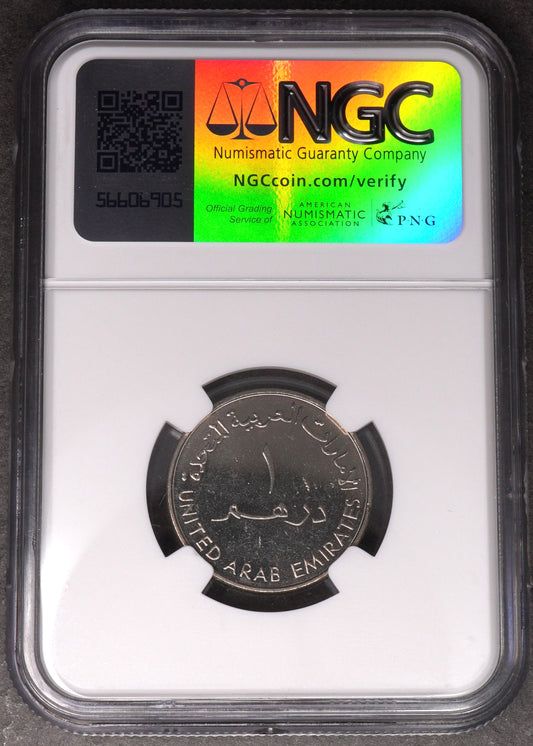 NGC
Numismatic Guaranty Company
NGCcoin.com/verify
Official Grading
Service of
AMERICAN
NUMISMATIC
ASSOCIATION
PNG
56606905
الإمارات العربية المتحدة
١
درهم
UNITED ARAB EMIRATES